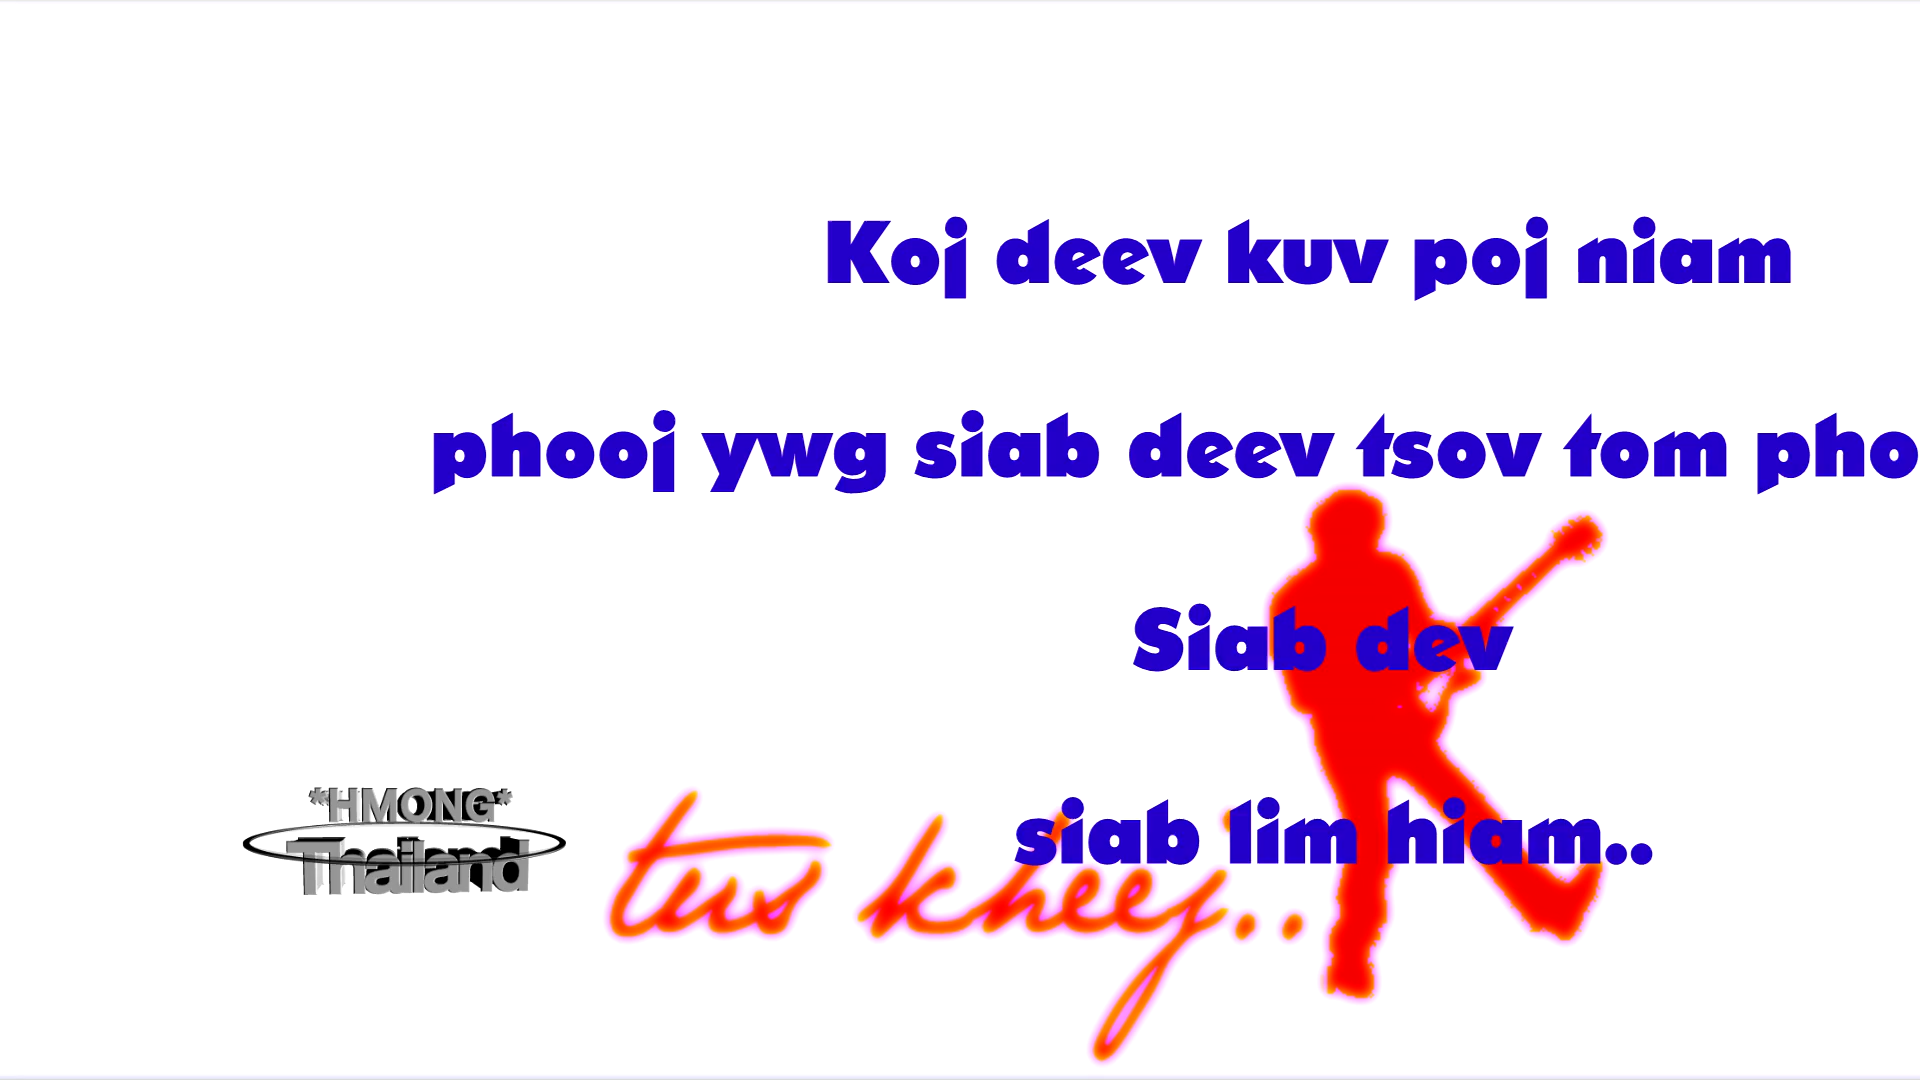 Koj deev kuv poj niam
phooj ywg siab deev tsov tom pho
Siab dev
siab lim hiam..
*HMONG*
Thailand
tus kheej..